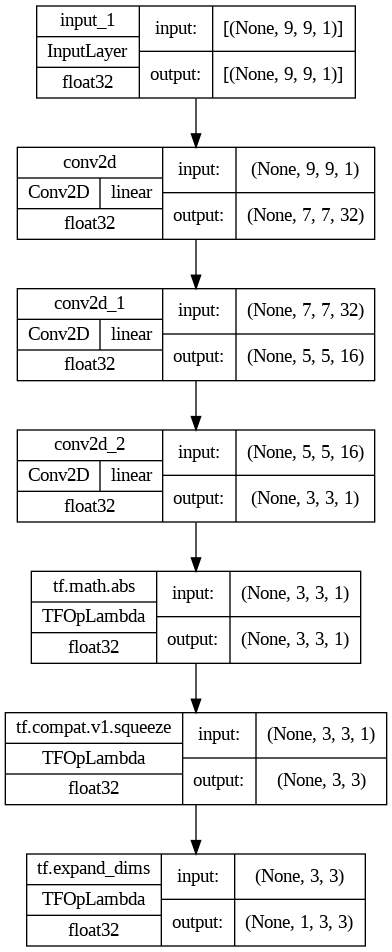 input_1 input: [(None, 9, 9, 1)]
InputLayer
float32 output: [(None, 9, 9, 1)]
conv2d input: (None, 9, 9, 1)
Conv2D linear
float32 output: (None, 7, 7, 32)
conv2d_1 input: (None, 7, 7, 32)
Conv2D linear
float32 output: (None, 5, 5, 16)
conv2d_2 input: (None, 5, 5, 16)
Conv2D linear
float32 output: (None, 3, 3, 1)
tf.math.abs input: (None, 3, 3, 1)
TFOpLambda
float32 output: (None, 3, 3, 1)
tf.compat.v1.squeeze input: (None, 3, 3, 1)
TFOpLambda
float32 output: (None, 3, 3)
tf.expand_dims input: (None, 3, 3)
TFOpLambda
float32 output: (None, 1, 3, 3)